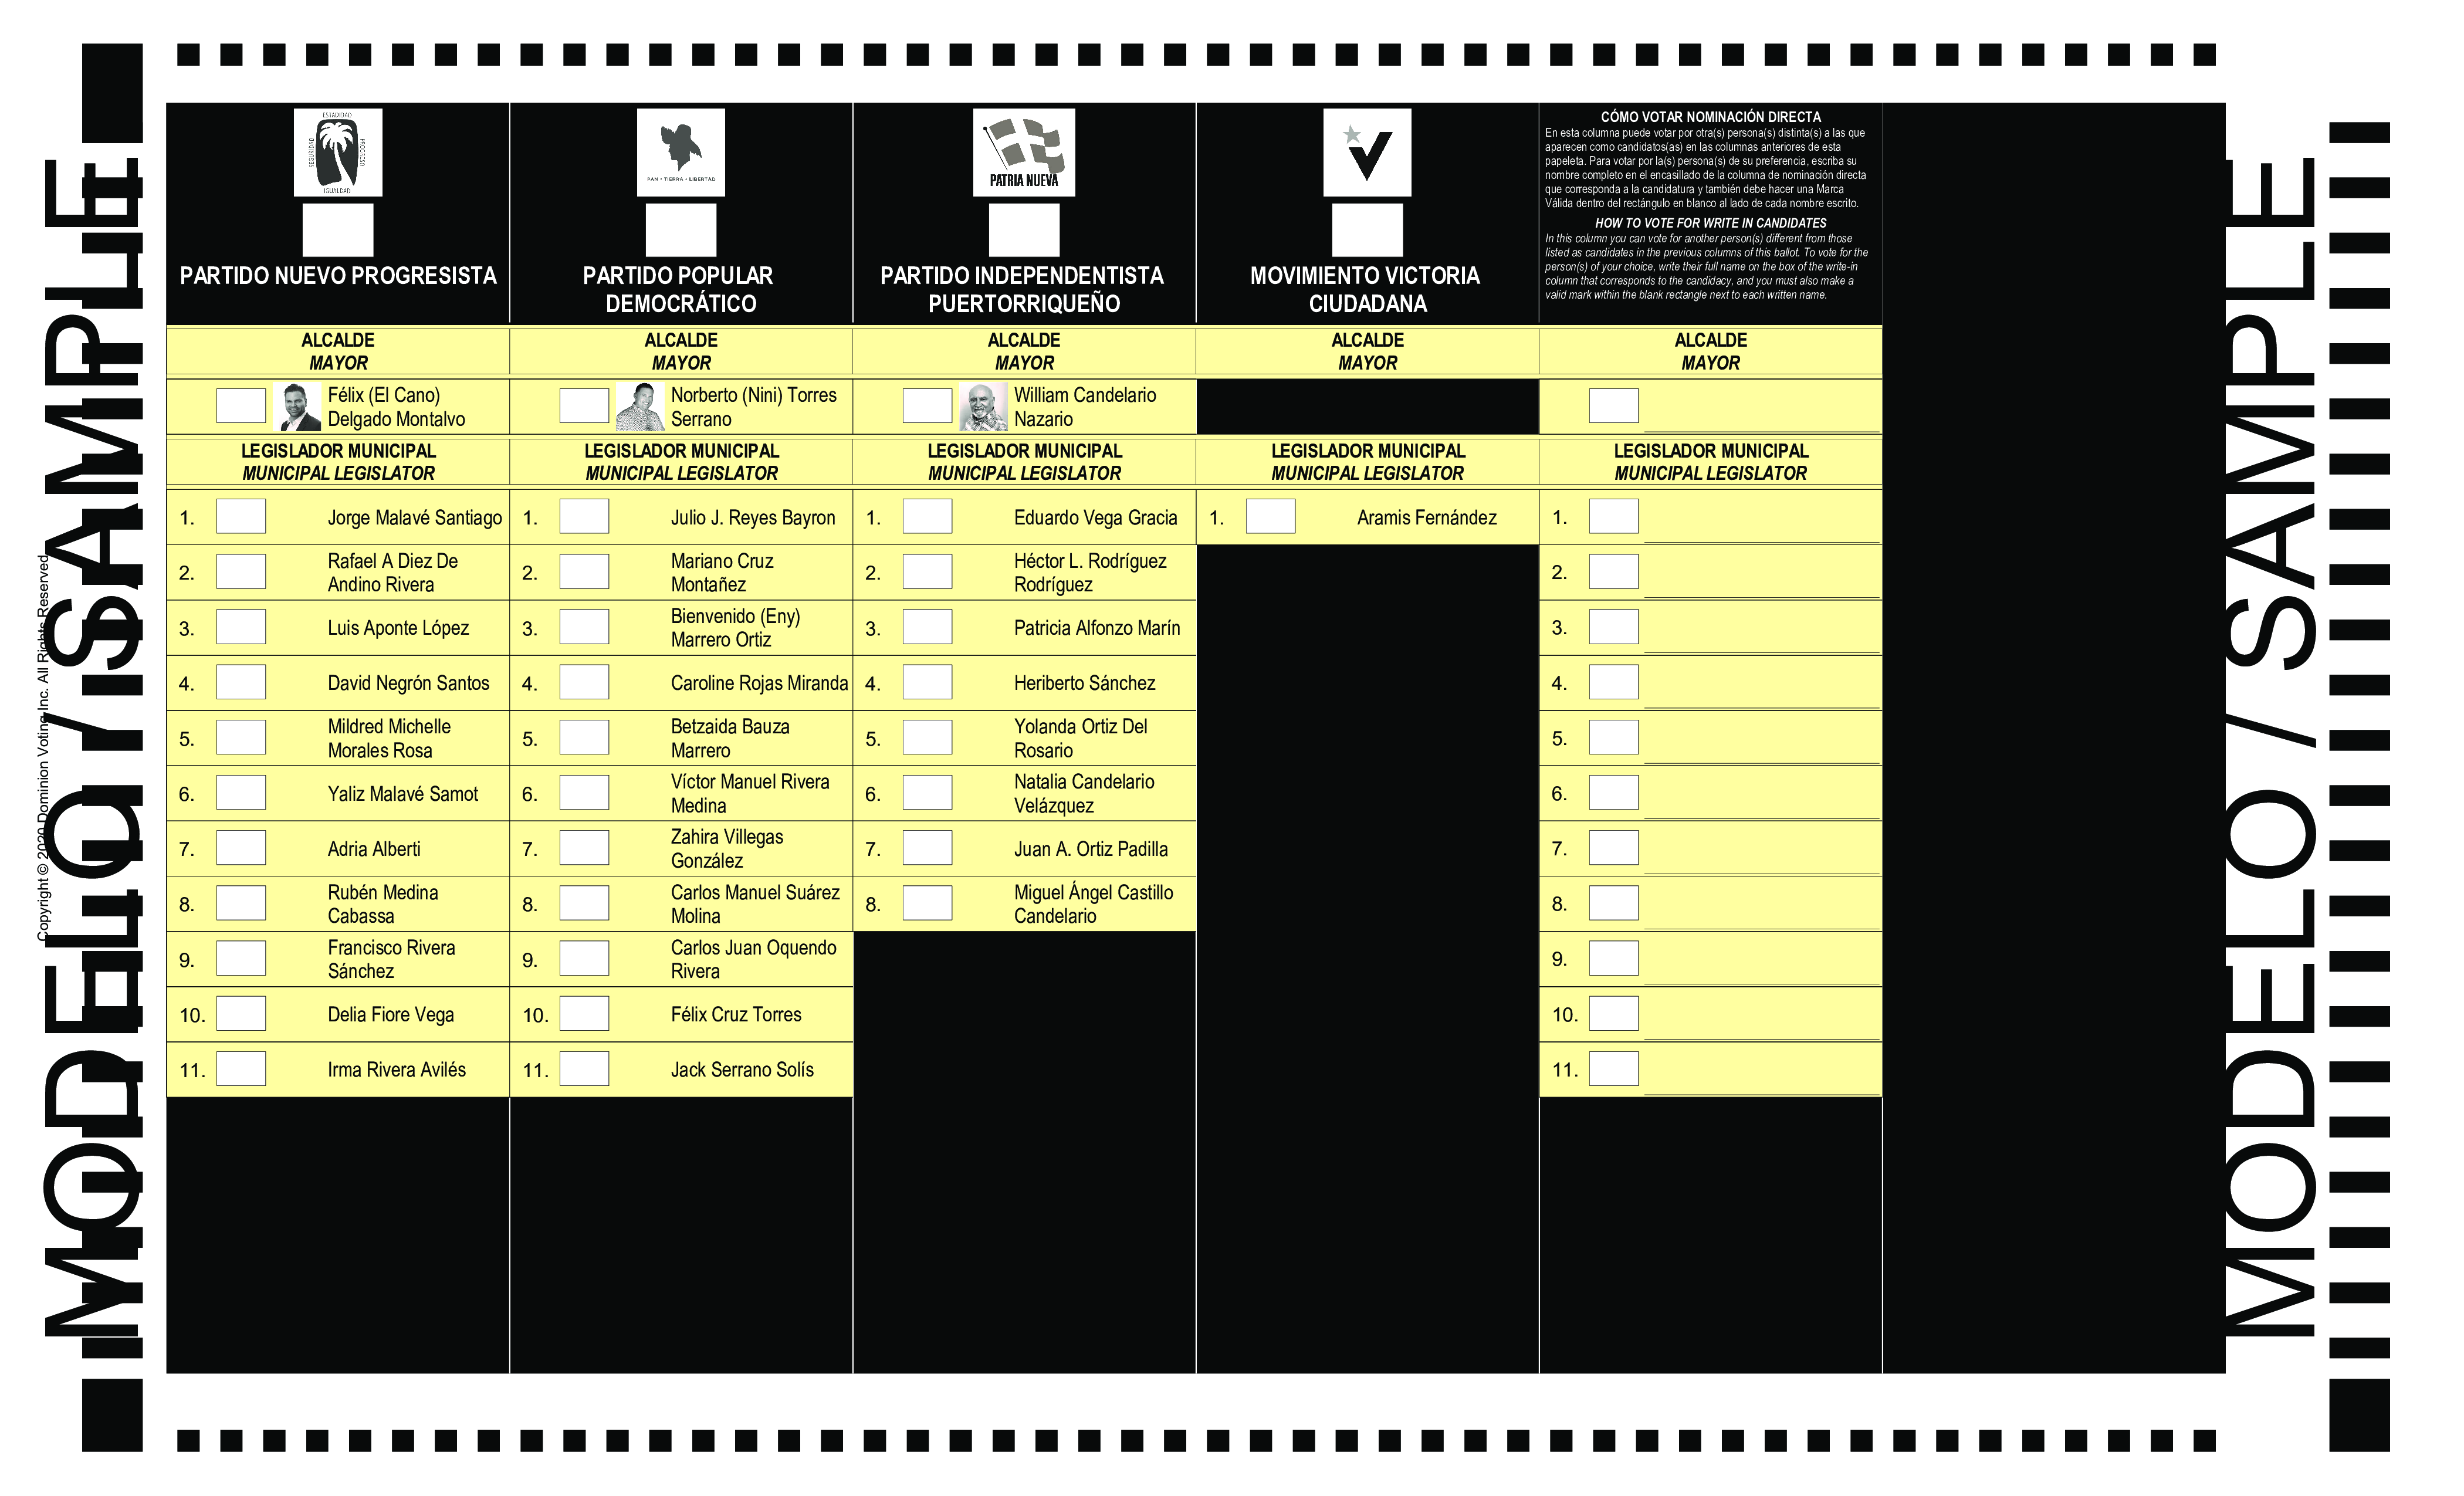 MODELO / SAMPLE
Copyright © 2020 Dominion Voting Inc. All Rights Reserved
ESTADIDAD
SEGURIDAD
PROGRESO
IGUALDAD
PARTIDO NUEVO PROGRESISTA
ALCALDE
MAYOR
Félix (El Cano)
Delgado Montalvo
LEGISLADOR MUNICIPAL
MUNICIPAL LEGISLATOR
1. Jorge Malavé Santiago
2. Rafael A Diez De
Andino Rivera
3. Luis Aponte López
4. David Negrón Santos
5. Mildred Michelle
Morales Rosa
6. Yaliz Malavé Samot
7. Adria Alberti
8. Rubén Medina
Cabassa
9. Francisco Rivera
Sánchez
10. Delia Fiore Vega
11. Irma Rivera Avilés
PAN • TIERRA • LIBERTAD
PARTIDO POPULAR
DEMOCRÁTICO
ALCALDE
MAYOR
Norberto (Nini) Torres
Serrano
LEGISLADOR MUNICIPAL
MUNICIPAL LEGISLATOR
1. Julio J. Reyes Bayron
2. Mariano Cruz
Montañez
3. Bienvenido (Eny)
Marrero Ortiz
4. Caroline Rojas Miranda
5. Betzaida Bauza
Marrero
6. Víctor Manuel Rivera
Medina
7. Zahira Villegas
González
8. Carlos Manuel Suárez
Molina
9. Carlos Juan Oquendo
Rivera
10. Félix Cruz Torres
11. Jack Serrano Solís
PATRIA NUEVA
PARTIDO INDEPENDENTISTA
PUERTORRIQUEÑO
ALCALDE
MAYOR
William Candelario
Nazario
LEGISLADOR MUNICIPAL
MUNICIPAL LEGISLATOR
1. Eduardo Vega Gracia
2. Héctor L. Rodríguez
Rodríguez
3. Patricia Alfonzo Marín
4. Heriberto Sánchez
5. Yolanda Ortiz Del
Rosario
6. Natalia Candelario
Velázquez
7. Juan A. Ortiz Padilla
8. Miguel Ángel Castillo
Candelario
MOVIMIENTO VICTORIA
CIUDADANA
ALCALDE
MAYOR
LEGISLADOR MUNICIPAL
MUNICIPAL LEGISLATOR
1. Aramis Fernández
CÓMO VOTAR NOMINACIÓN DIRECTA
En esta columna puede votar por otra(s) persona(s) distinta(s) a las que
aparecen como candidatos(as) en las columnas anteriores de esta
papeleta. Para votar por la(s) persona(s) de su preferencia, escriba su
nombre completo en el encasillado de la columna de nominación directa
que corresponda a la candidatura y también debe hacer una Marca
Válida dentro del rectángulo en blanco al lado de cada nombre escrito.
HOW TO VOTE FOR WRITE IN CANDIDATES
In this column you can vote for another person(s) different from those
listed as candidates in the previous columns of this ballot. To vote for the
person(s) of your choice, write their full name on the box of the write-in
column that corresponds to the candidacy, and you must also make a
valid mark within the blank rectangle next to each written name.
ALCALDE
MAYOR
LEGISLADOR MUNICIPAL
MUNICIPAL LEGISLATOR
1.
2.
3.
4.
5.
6.
7.
8.
9.
10.
11.
MODELO / SAMPLE